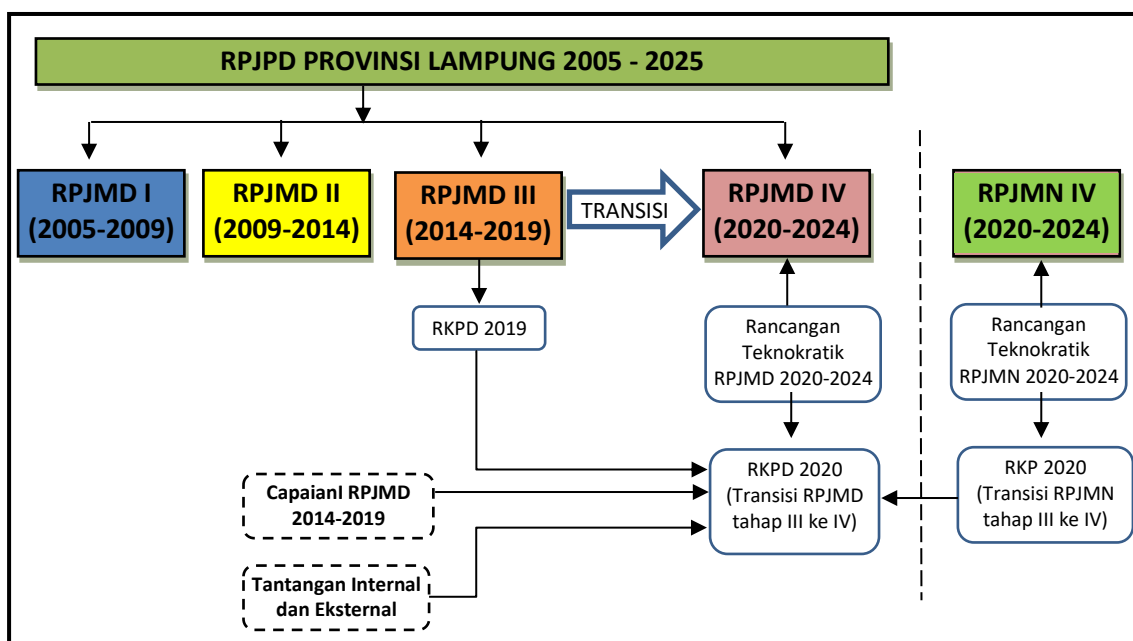 RPJPD PROVINSI LAMPUNG 2005 - 2025
RPJMD I
(2005-2009)
RPJMD II
(2009-2014)
RPJMD III
(2014-2019)
TRANSISI
RPJMD IV
(2020-2024)
RPJMN IV
(2020-2024)
RKPD 2019
Rancangan
Teknokratik
RPJMD 2020-2024
Rancangan
Teknokratik
RPJMN 2020-2024
CapaianI RPJMD
2014-2019
RKPD 2020
(Transisi RPJMD
tahap III ke IV)
RKP 2020
(Transisi RPJMN
tahap III ke IV)
Tantangan Internal
dan Eksternal